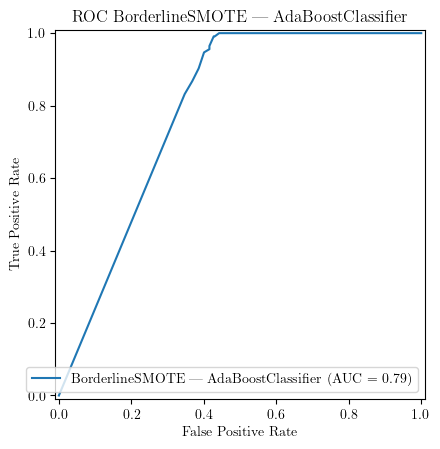 ROC BorderlineSMOTE — AdaBoostClassifier
True Positive Rate
1.0
0.8
0.6
0.4
0.2
0.0
BorderlineSMOTE — AdaBoostClassifier (AUC = 0.79)
0.0 0.2 0.4 0.6 0.8 1.0
False Positive Rate